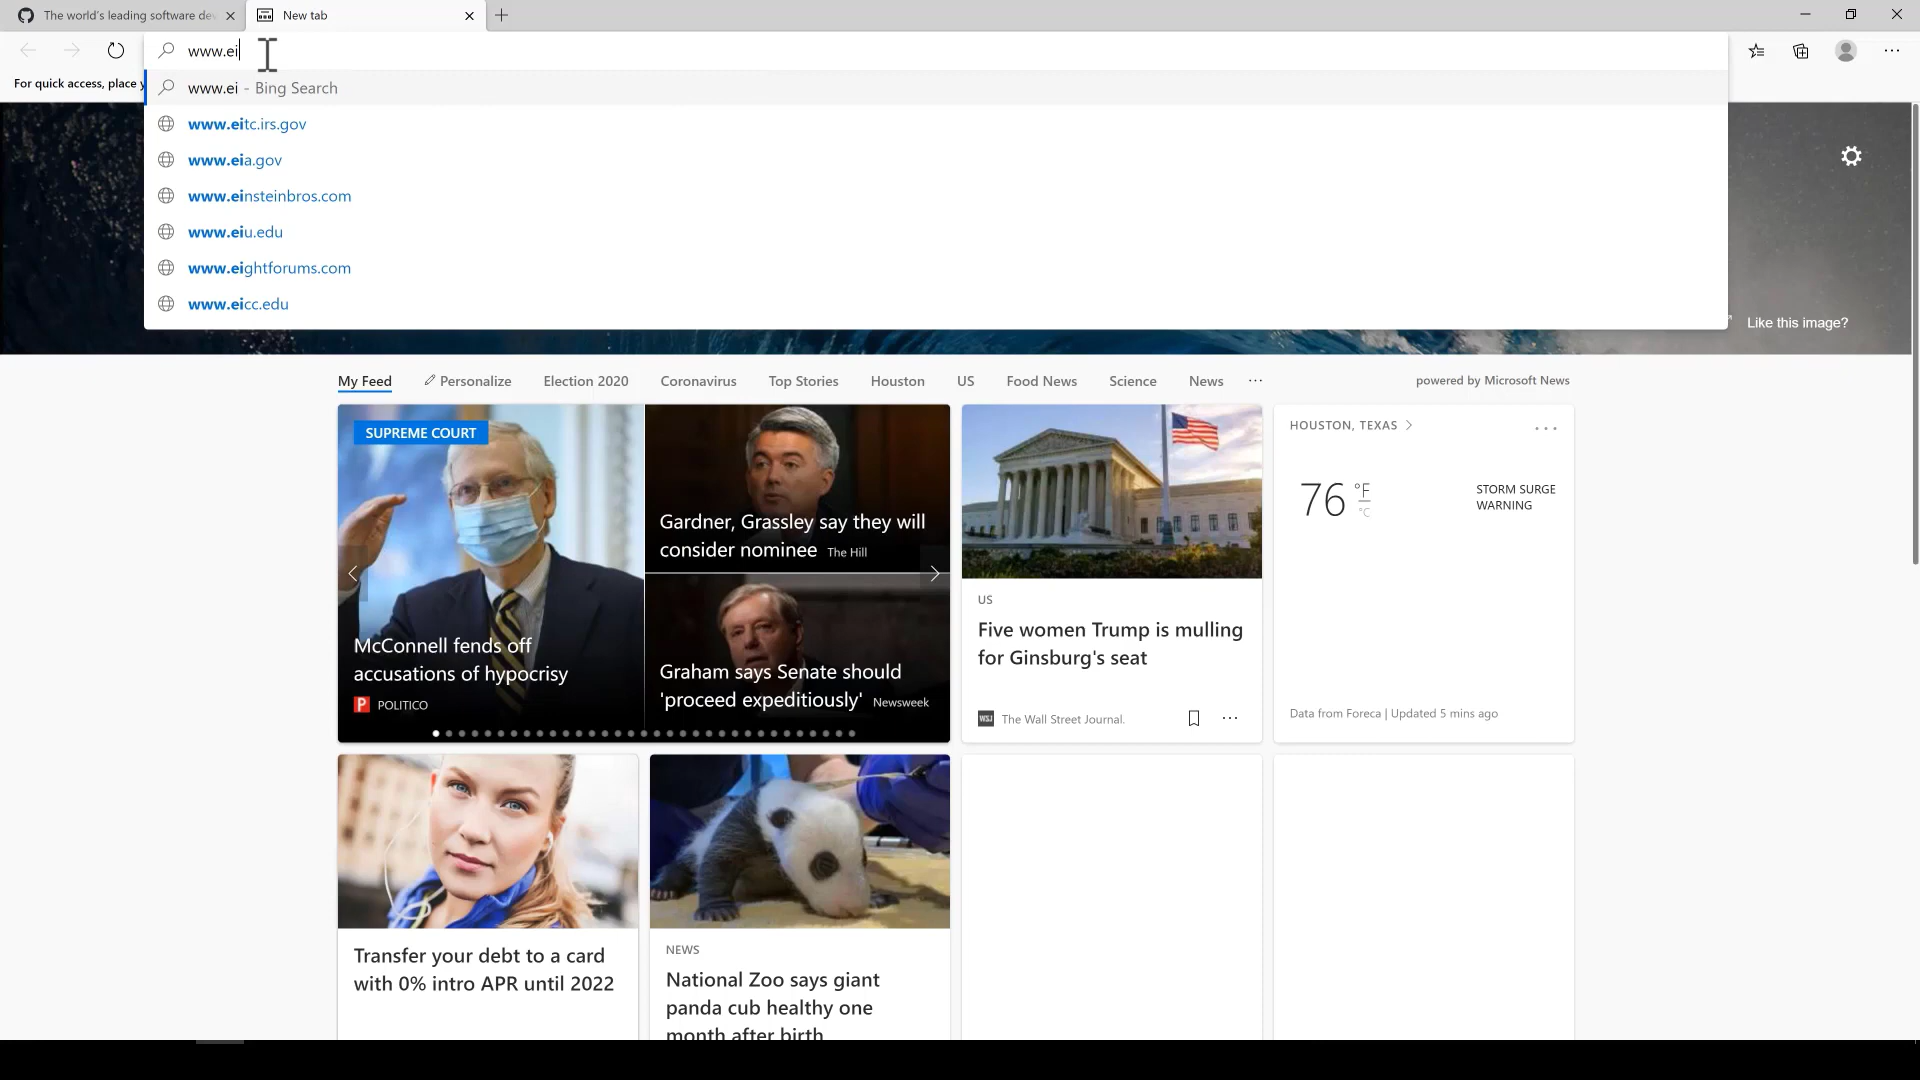 The world's leading software dev
New tab
www.ei
For quick access, place y
www.ei - Bing Search
www.eitc.irs.gov
www.eia.gov
www.einsteinbros.com
www.eiu.edu
www.eightforums.com
www.eicc.edu
Like this image?
My Feed
Personalize
Election 2020
Coronavirus
Top Stories
Houston
US
Food News
Science
News
powered by Microsoft News
SUPREME COURT
McConnell fends off
accusations of hypocrisy
POLITICO
Gardner, Grassley say they will
consider nominee The Hill
Graham says Senate should
'proceed expeditiously' Newsweek
US
Five women Trump is mulling
for Ginsburg's seat
WSJ The Wall Street Journal.
HOUSTON, TEXAS
76 °F
°C
STORM SURGE
WARNING
Data from Foreca | Updated 5 mins ago
Transfer your debt to a card
with 0% intro APR until 2022
NEWS
National Zoo says giant
panda cub healthy one
month after birth